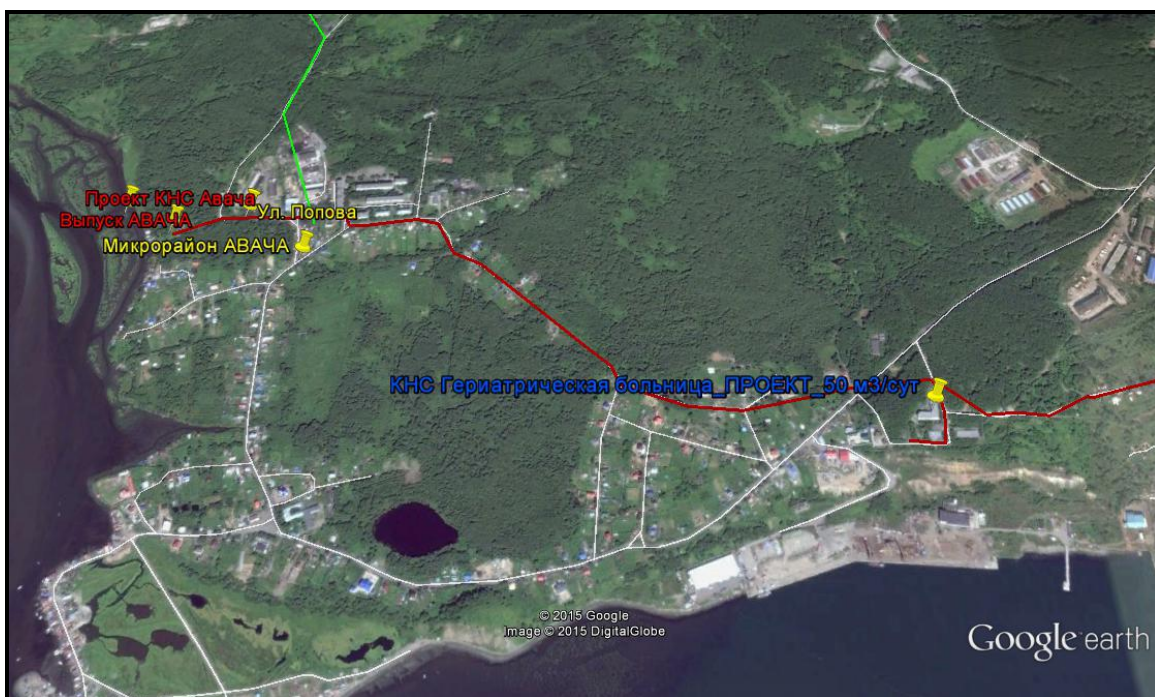 Проект КНС Авача
Выпуск АВАЧА
Ул. Попова
Микрорайон АВАЧА
КНС Гериатрическая больница_ПРОЕКТ_50 м3/сут
© 2015 Google
Image © 2015 DigitalGlobe
Google earth